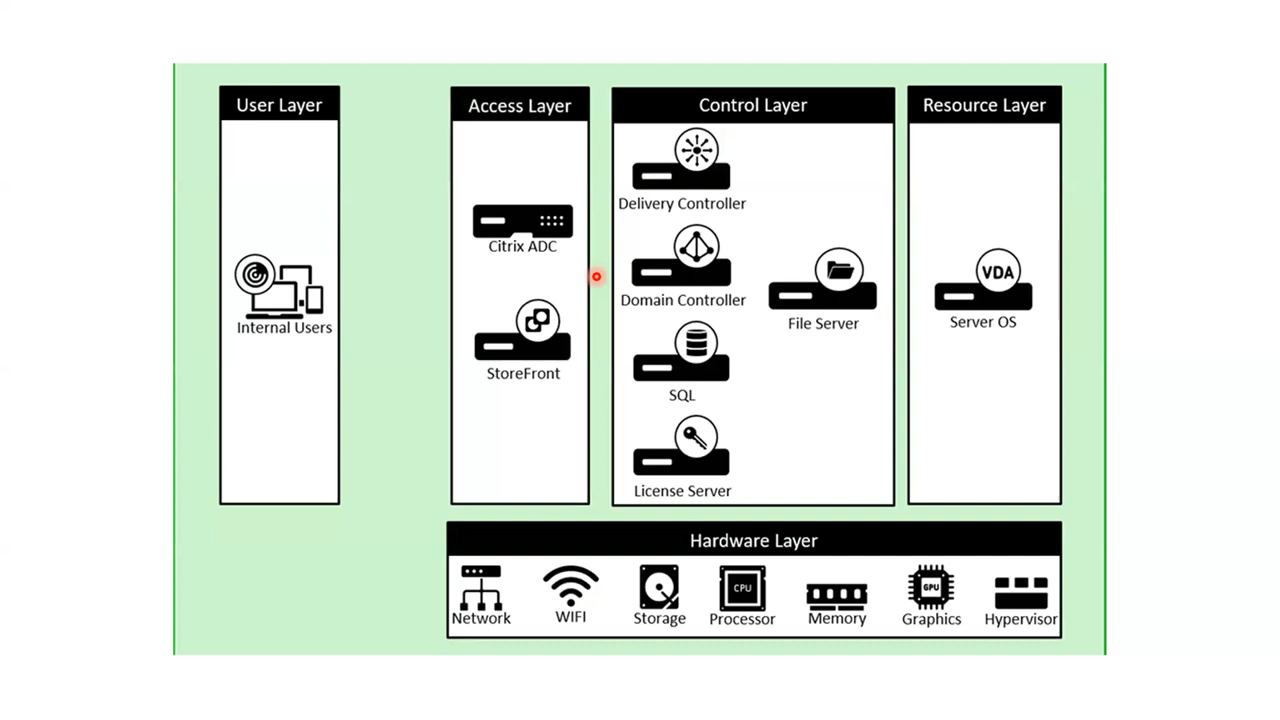 User Layer
Internal Users
Access Layer
Citrix ADC
StoreFront
Control Layer
Delivery Controller
Domain Controller
SQL
License Server
File Server
Resource Layer
VDA
Server OS
Hardware Layer
Network
WIFI
Storage
CPU
Processor
Memory
GPU
Graphics
Hypervisor